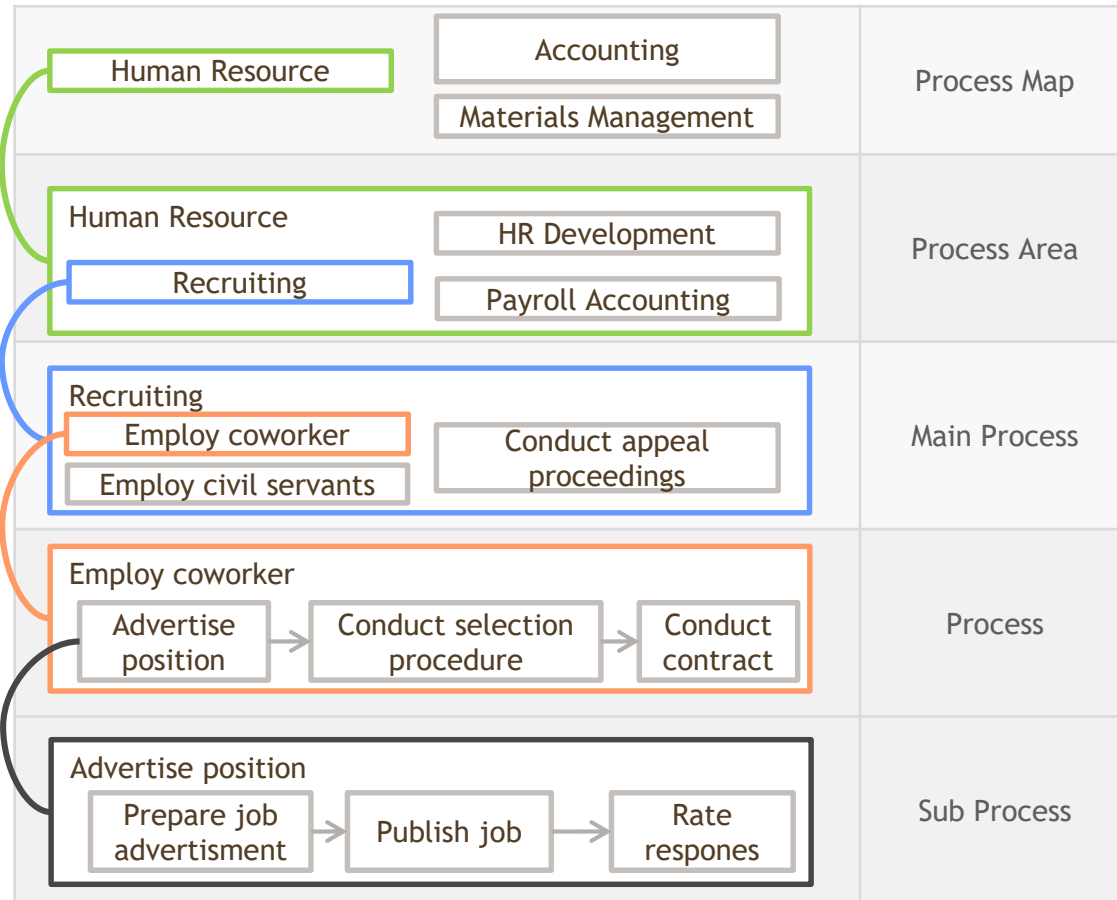 Human Resource
Accounting
Materials Management
Process Map
Human Resource
Recruiting
HR Development
Payroll Accounting
Process Area
Recruiting
Employ coworker
Employ civil servants
Conduct appeal
proceedings
Main Process
Employ coworker
Advertise
position
Conduct selection
procedure
Conduct
contract
Process
Advertise position
Prepare job
advertisment
Publish job
Rate
respones
Sub Process